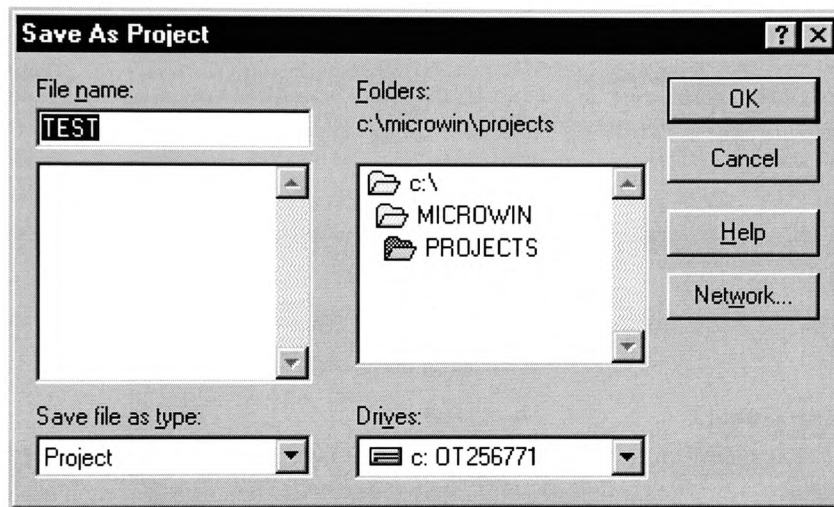 Save As Project
File name:
TEST
Folders:
c:\microwin\projects
c:\
MICROWIN
PROJECTS
Save file as type:
Project
Drives:
c: OT256771
OK
Cancel
Help
Network...